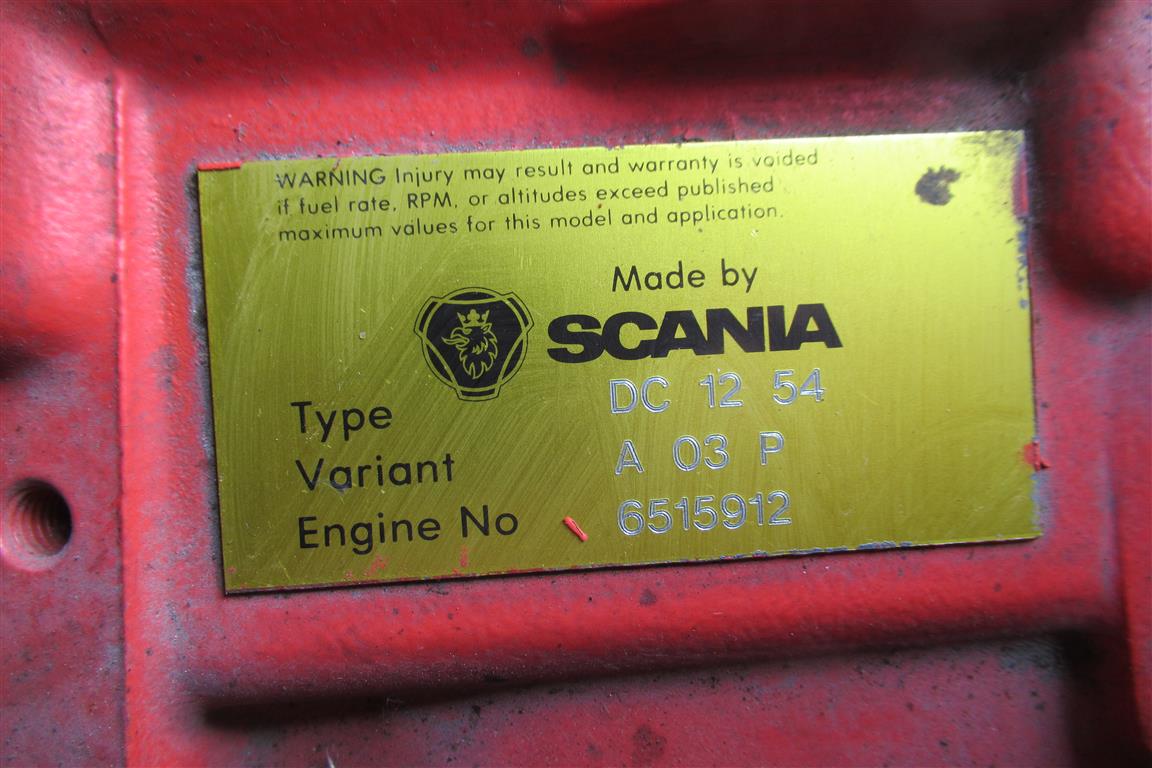 WARNING Injury may result and warranty is voided
if fuel rate, RPM, or altitudes exceed published
maximum values for this model and application.
Made by
SCANIA
Type DC 12 54
Variant A 03 P
Engine No 6515912